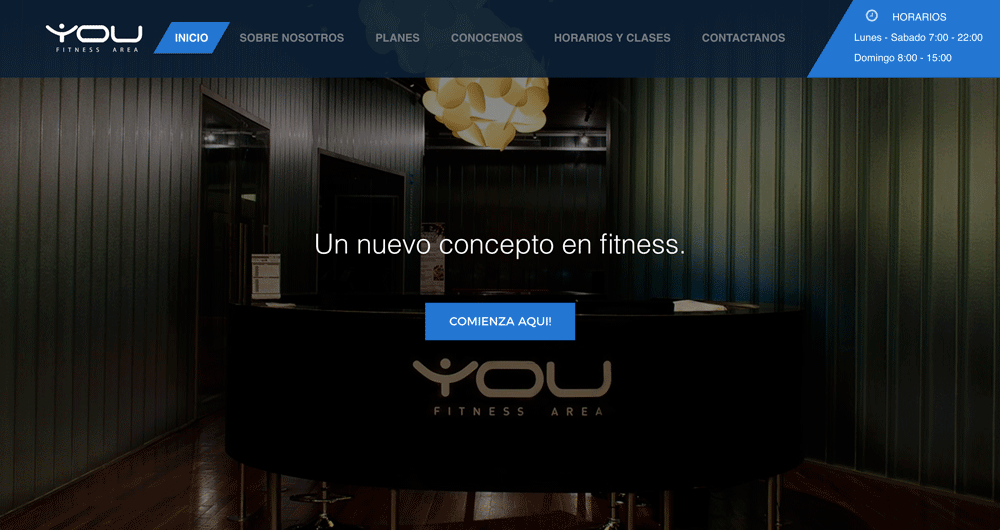 YOU
FITNESS AREA
INICIO
SOBRE NOSOTROS
PLANES
CONOCENOS
HORARIOS Y CLASES
CONTACTANOS
HORARIOS
Lunes - Sabado 7:00 - 22:00
Domingo 8:00 - 15:00
Un nuevo concepto en fitness.
COMIENZA AQUI!
YOU
FITNESS AREA